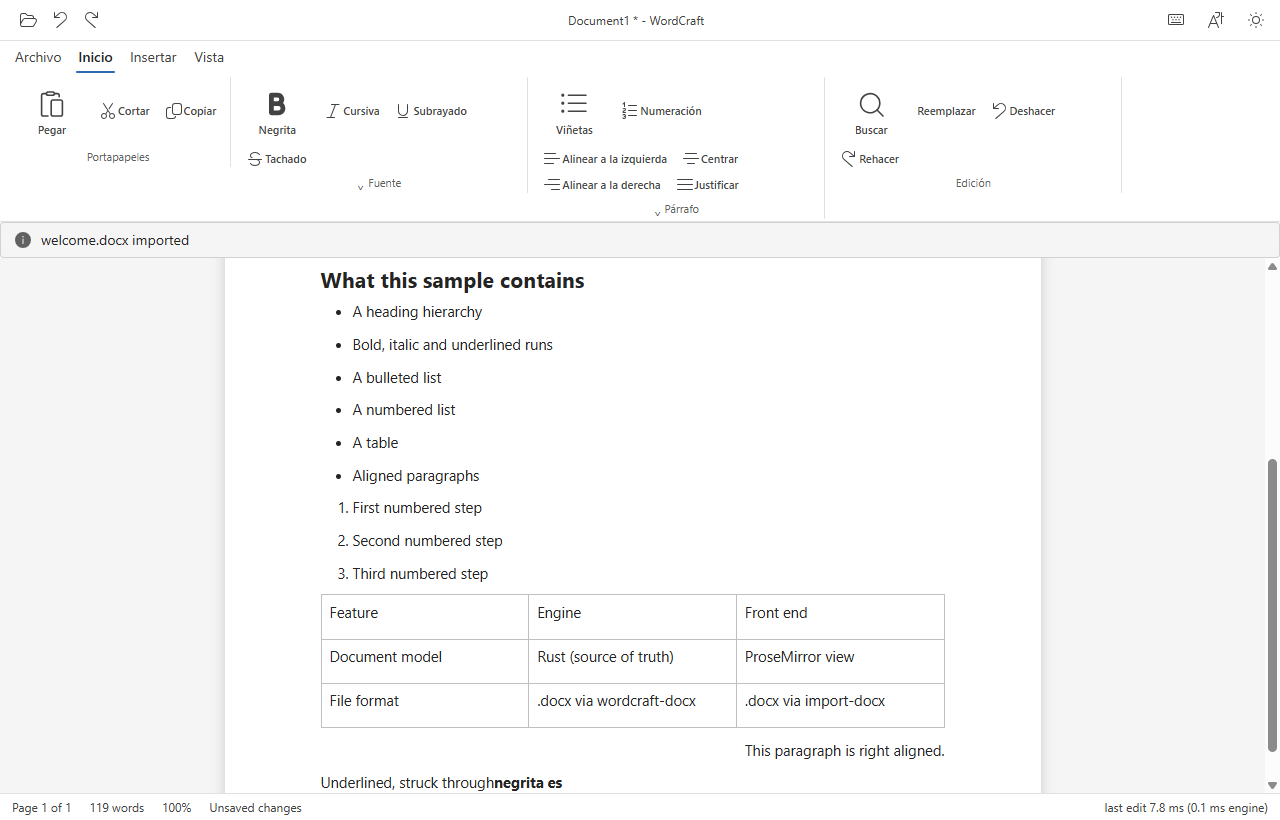 Document1 * - WordCraft
Archivo Inicio Insertar Vista
Pegar
Cortar
Copiar
Portapapeles
Negrita
Cursiva
Subrayado
Tachado
Fuente
Viñetas
Numeración
Alinear a la izquierda
Centrar
Alinear a la derecha
Justificar
Párrafo
Buscar
Reemplazar
Deshacer
Rehacer
Edición
welcome.docx imported
What this sample contains
• A heading hierarchy
• Bold, italic and underlined runs
• A bulleted list
• A numbered list
• A table
• Aligned paragraphs
1. First numbered step
2. Second numbered step
3. Third numbered step
Feature Engine Front end
Document model Rust (source of truth) ProseMirror view
File format .docx via wordcraft-docx .docx via import-docx
This paragraph is right aligned.
Underlined, struck throughnegrita es
Page 1 of 1 119 words 100% Unsaved changes last edit 7.8 ms (0.1 ms engine)